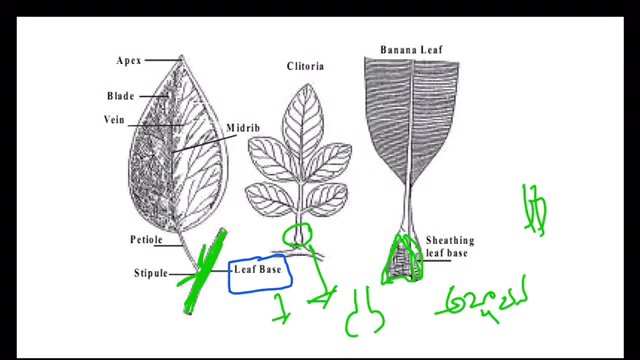 Apex
Blade
Vein
Midrib
Petiole
Stipule
Leaf Base
Clitoria
Banana Leaf
Sheathing
leaf base